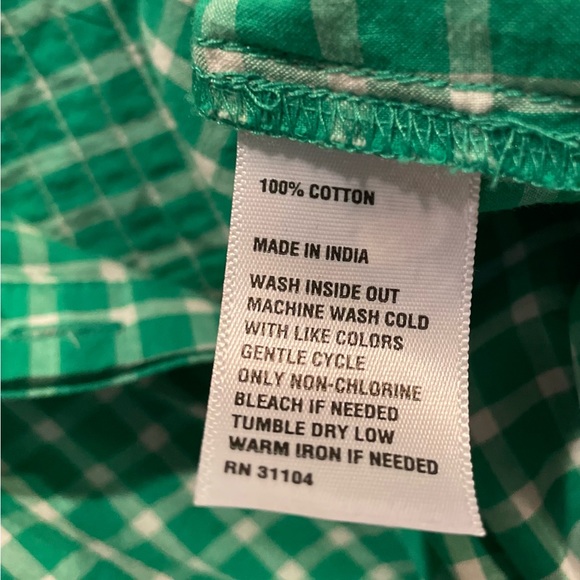 100% COTTON
MADE IN INDIA
WASH INSIDE OUT
MACHINE WASH COLD
WITH LIKE COLORS
GENTLE CYCLE
ONLY NON-CHLORINE
BLEACH IF NEEDED
TUMBLE DRY LOW
WARM IRON IF NEEDED
RN 31104